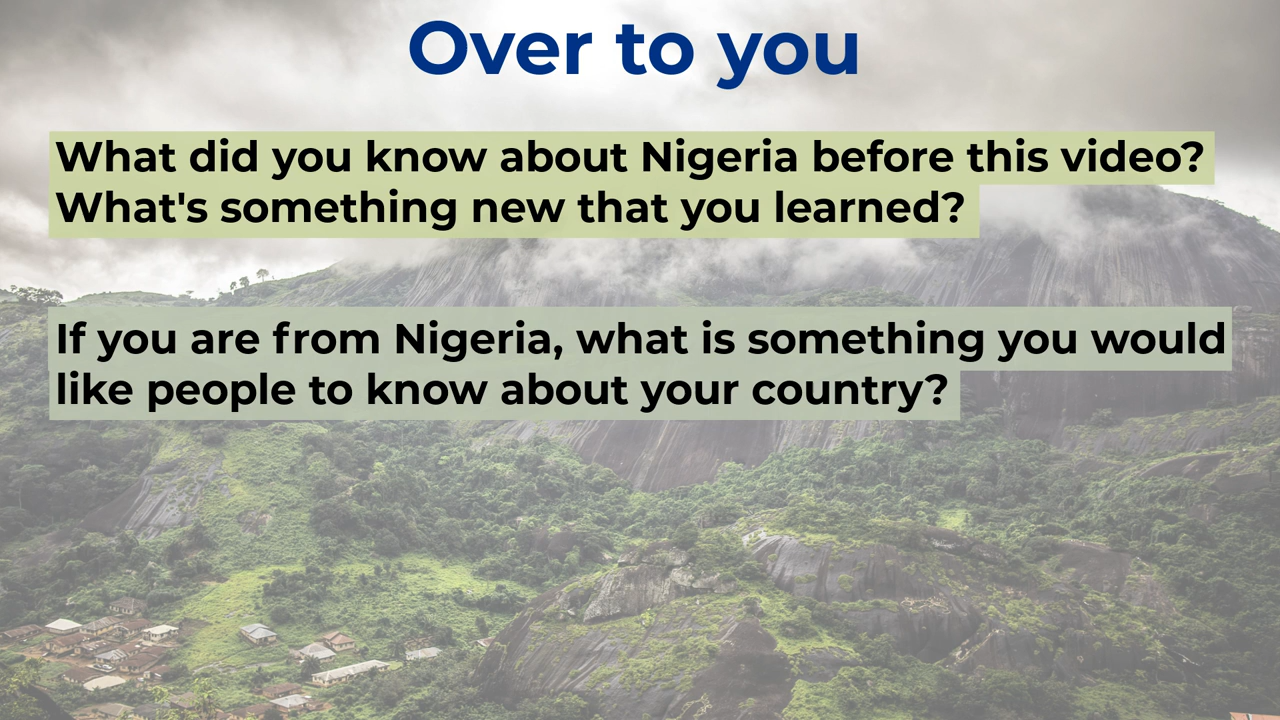 Over to you
What did you know about Nigeria before this video?
What's something new that you learned?
If you are from Nigeria, what is something you would
like people to know about your country?